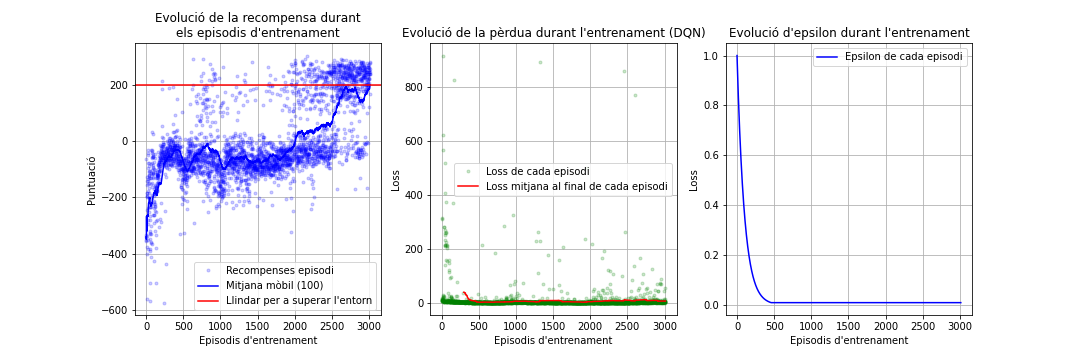 Evolució de la recompensa durant
els episodis d'entrenament
Puntuació
200
0
−200
−400
−600
Recompenses episodi
Mitjana mòbil (100)
Llindar per a superar l'entorn
0 500 1000 1500 2000 2500 3000
Episodis d'entrenament
Evolució de la pèrdua durant l'entrenament (DQN)
Loss
800
600
400
200
0
Loss de cada episodi
Loss mitjana al final de cada episodi
0 500 1000 1500 2000 2500 3000
Episodis d'entrenament
Evolució d'epsilon durant l'entrenament
Loss
1.0
0.8
0.6
0.4
0.2
0.0
Epsilon de cada episodi
0 500 1000 1500 2000 2500 3000
Episodis d'entrenament